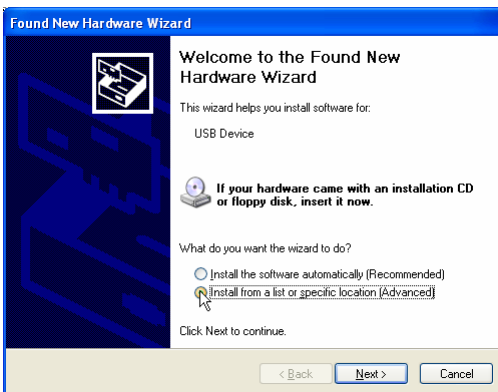 Found New Hardware Wizard
Welcome to the Found New
Hardware Wizard
This wizard helps you install software for:
USB Device
If your hardware came with an installation CD
or floppy disk, insert it now.
What do you want the wizard to do?
Install the software automatically (Recommended)
Install from a list or specific location (Advanced)
Click Next to continue.
< Back Next > Cancel